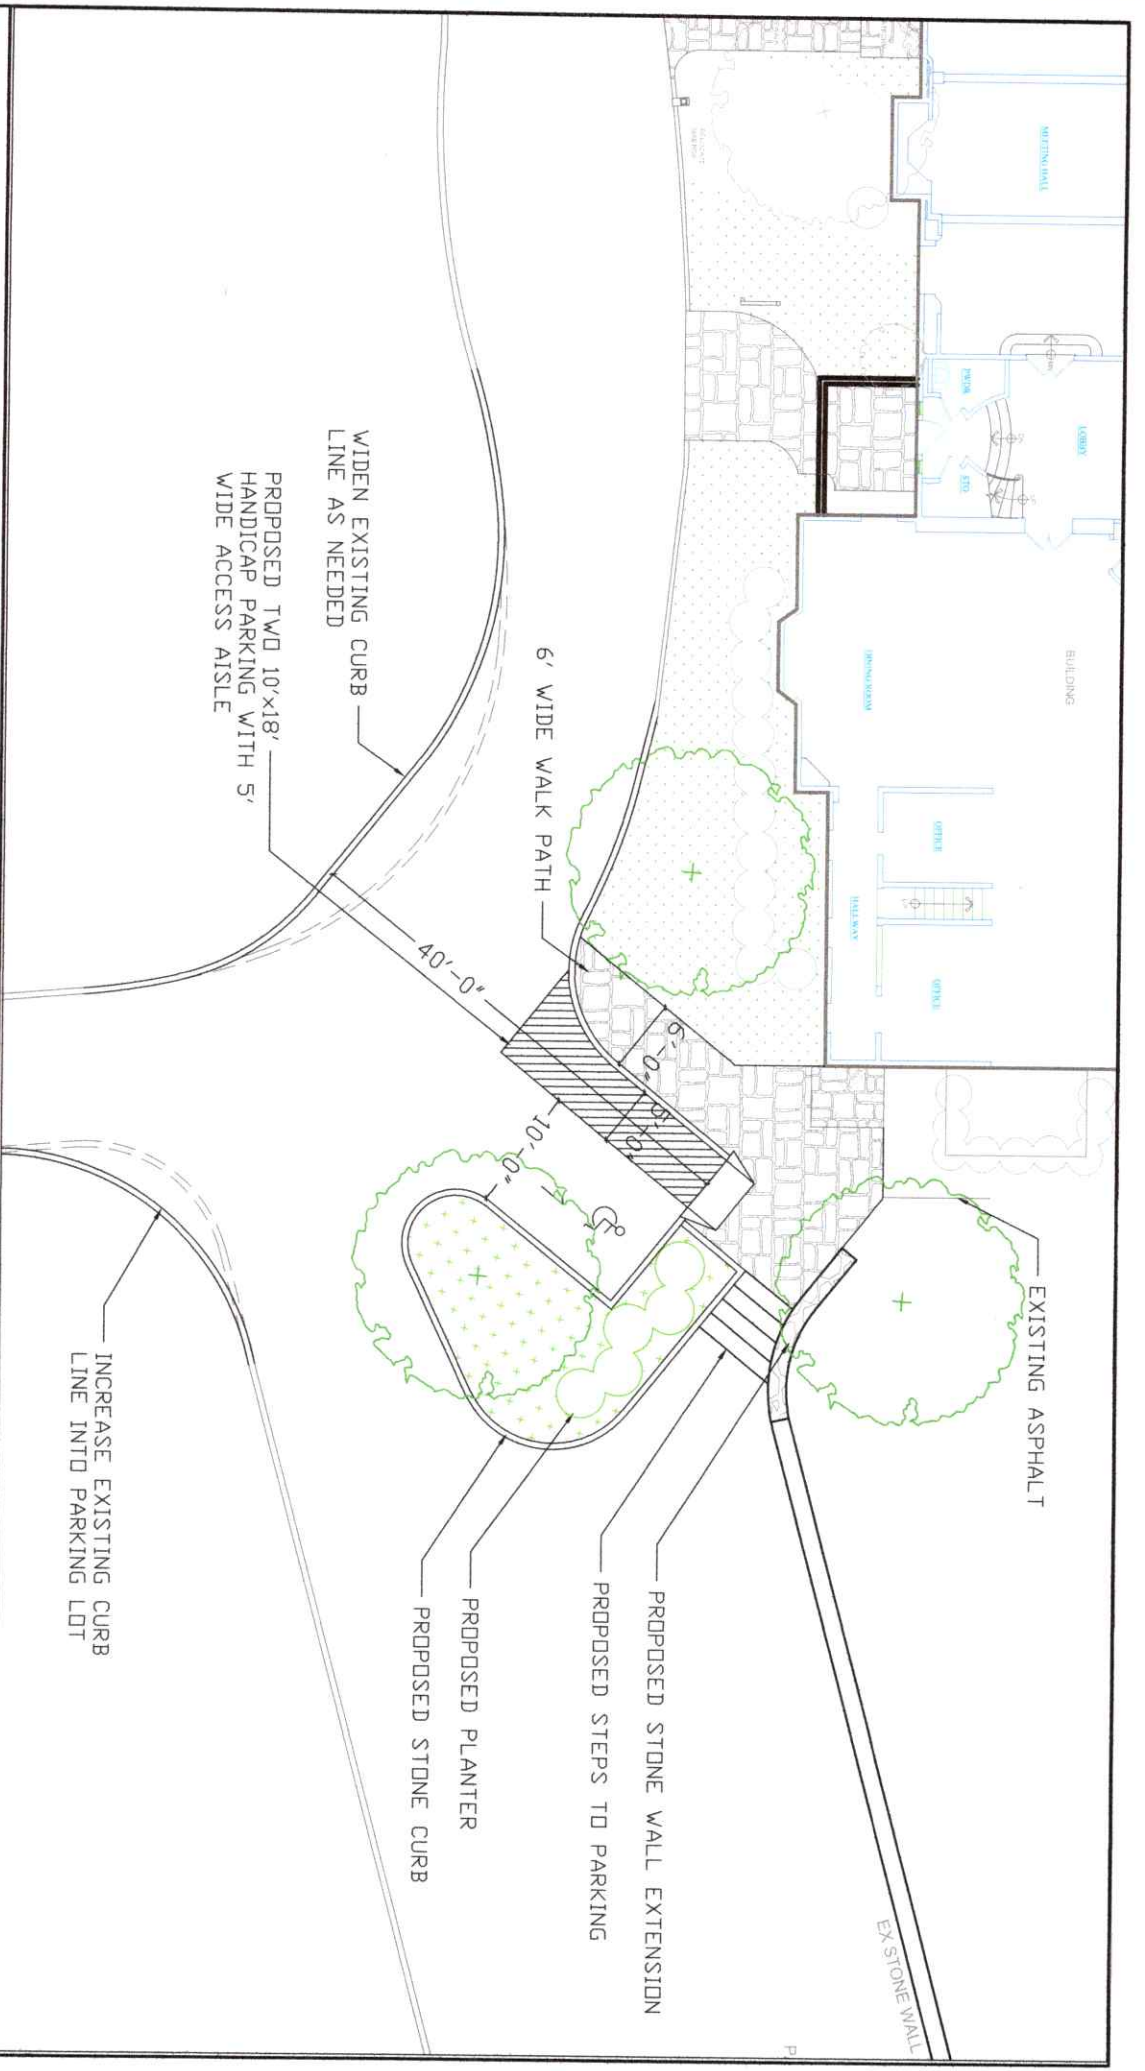 MEETING HALL
LOBBY
PWDR
STO
BUILDING
DINING ROOM
OFFICE
HALLWAY
OFFICE
EXISTING ASPHALT
6' WIDE WALK PATH
WIDEN EXISTING CURB
LINE AS NEEDED
PROPOSED TWO 10'x18'
HANDICAP PARKING WITH 5'
WIDE ACCESS AISLE
40'-0"
6'-0"
10'-0"
EX STONE WALL
PROPOSED STONE WALL EXTENSION
PROPOSED STEPS TO PARKING
PROPOSED PLANTER
PROPOSED STONE CURB
INCREASE EXISTING CURB
LINE INTO PARKING LOT